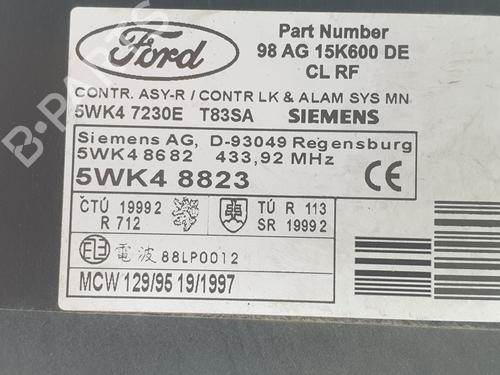 Ford
Part Number
98 AG 15K600 DE
CL RF
CONTR. ASY-R / CONTR LK & ALAM SYS MN
5WK4 7230E T83SA SIEMENS
Siemens AG, D-93049 Regensburg
5WK4 8682 433,92 MHz
5WK4 8823 CE
ČTÚ 1999 2
R 712
TÚ R 113
SR 1999 2
電波 88LP0012
MCW 129/95 19/1997
B-PARTS